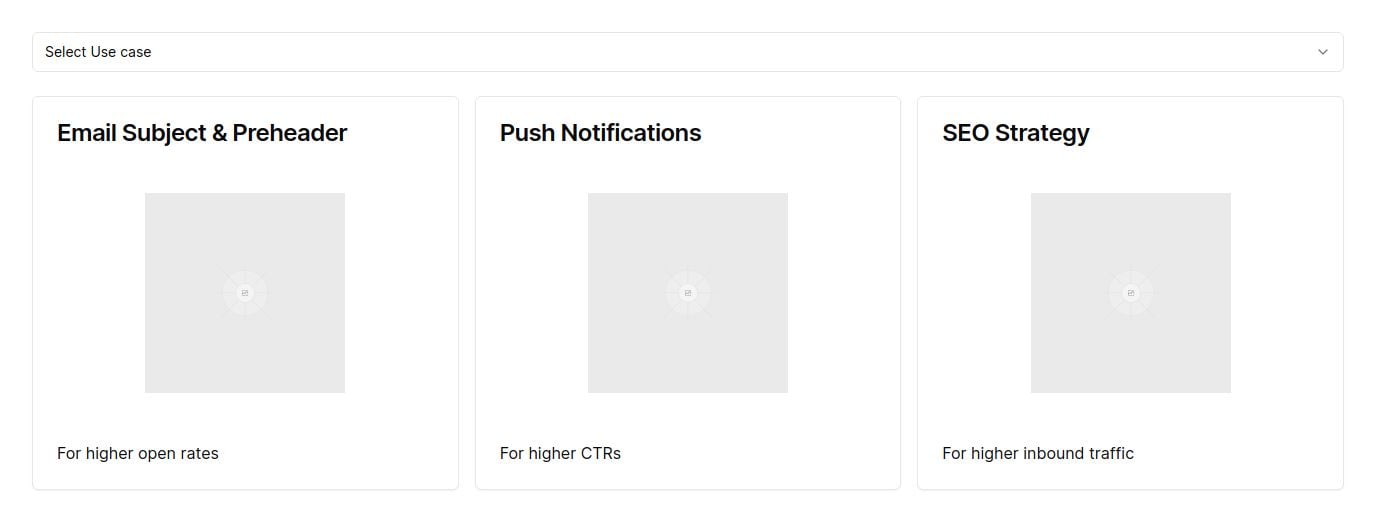 Select Use case
Email Subject & Preheader
Push Notifications
SEO Strategy
For higher open rates
For higher CTRs
For higher inbound traffic